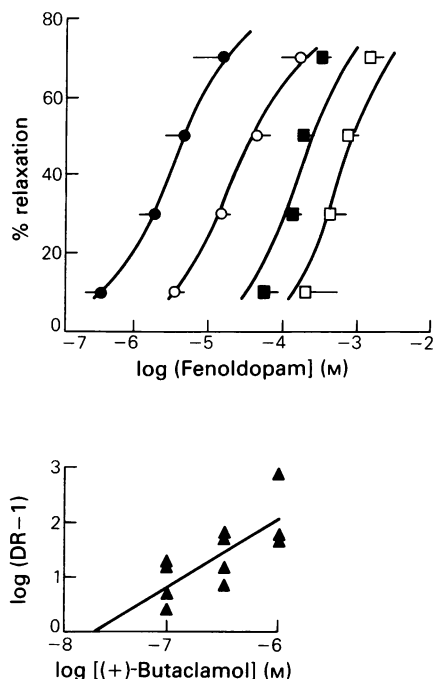 80
60
40
20
0
% relaxation
−7 −6 −5 −4 −3 −2
log (Fenoldopam] (M)
3
2
1
0
log (DR−1)
−8 −7 −6
log [(+)-Butaclamol] (M)